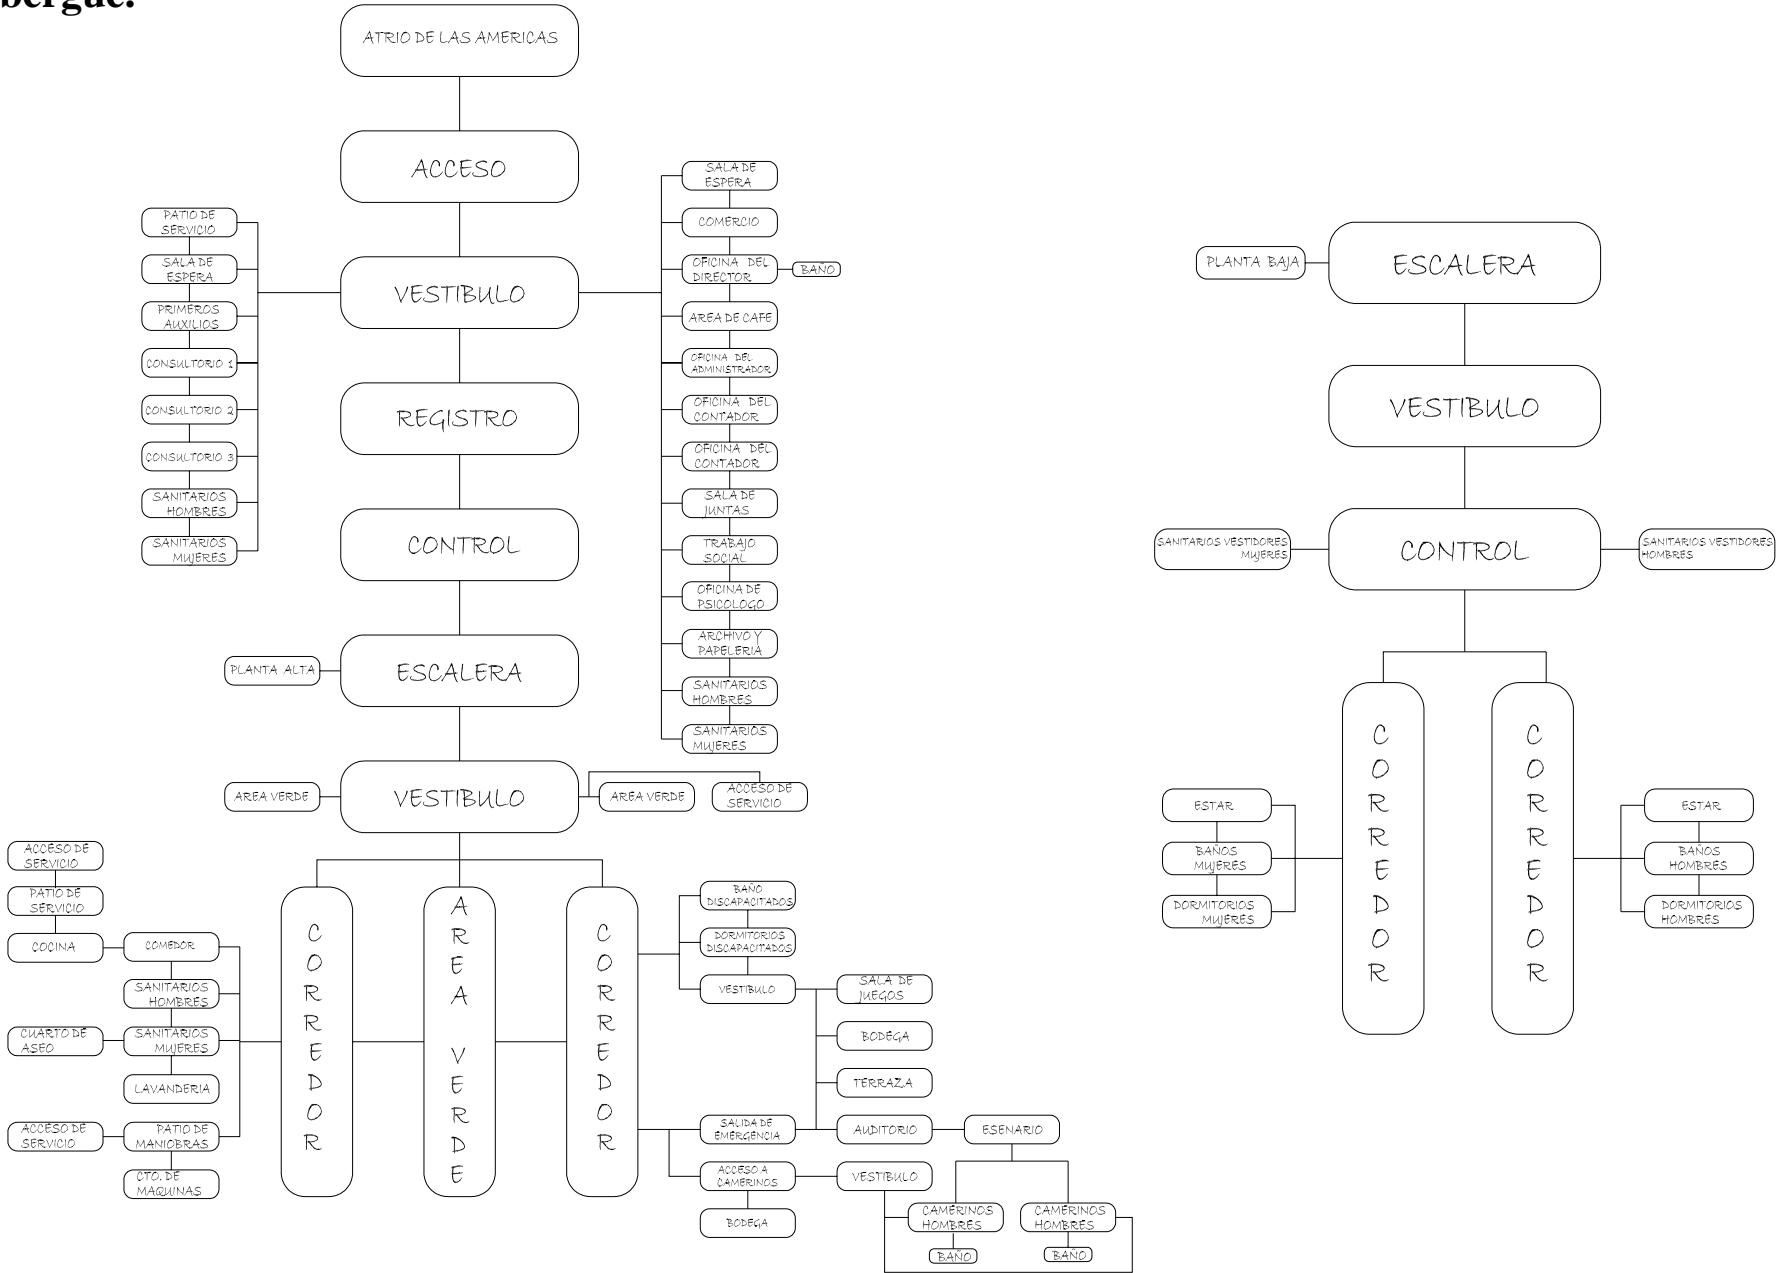 bergue.
ATRIO DE LAS AMERICAS
ACCESO
VESTIBULO
REGISTRO
CONTROL
ESCALERA
PLANTA ALTA
VESTIBULO
AREA VERDE
AREA VERDE
ACCESO DE
SERVICIO
PATIO DE
SERVICIO
SALA DE
ESPERA
PRIMEROS
AUXILIOS
CONSULTORIO 1
CONSULTORIO 2
CONSULTORIO 3
SANITARIOS
HOMBRES
SANITARIOS
MUJERES
SALA DE
ESPERA
COMERCIO
OFICINA DEL
DIRECTOR
BAÑO
AREA DE CAFE
OFICINA DEL
ADMINISTRADOR
OFICINA DEL
CONTADOR
OFICINA DEL
CONTADOR
SALA DE
JUNTAS
TRABAJO
SOCIAL
OFICINA DE
PSICOLOGO
ARCHIVO Y
PAPELERIA
SANITARIOS
HOMBRES
SANITARIOS
MUJERES
ACCESO DE
SERVICIO
PATIO DE
SERVICIO
COCINA
COMEDOR
SANITARIOS
HOMBRES
CUARTO DE
ASEO
SANITARIOS
MUJERES
LAVANDERIA
ACCESO DE
SERVICIO
PATIO DE
MANIOBRAS
CTO. DE
MAQUINAS
CORREDOR
AREA VERDE
CORREDOR
BAÑO
DISCAPACITADOS
DORMITORIOS
DISCAPACITADOS
VESTIBULO
SALA DE
JUEGOS
BODEGA
TERRAZA
SALIDA DE
EMERGENCIA
AUDITORIO
ESENARIO
ACCESO A
CAMERINOS
VESTIBULO
BODEGA
CAMERINOS
HOMBRES
BAÑO
CAMERINOS
HOMBRES
BAÑO
PLANTA BAJA
ESCALERA
VESTIBULO
SANITARIOS VESTIDORES
MUJERES
CONTROL
SANITARIOS VESTIDORES
HOMBRES
CORREDOR
CORREDOR
ESTAR
BAÑOS
MUJERES
DORMITORIOS
MUJERES
ESTAR
BAÑOS
HOMBRES
DORMITORIOS
HOMBRES